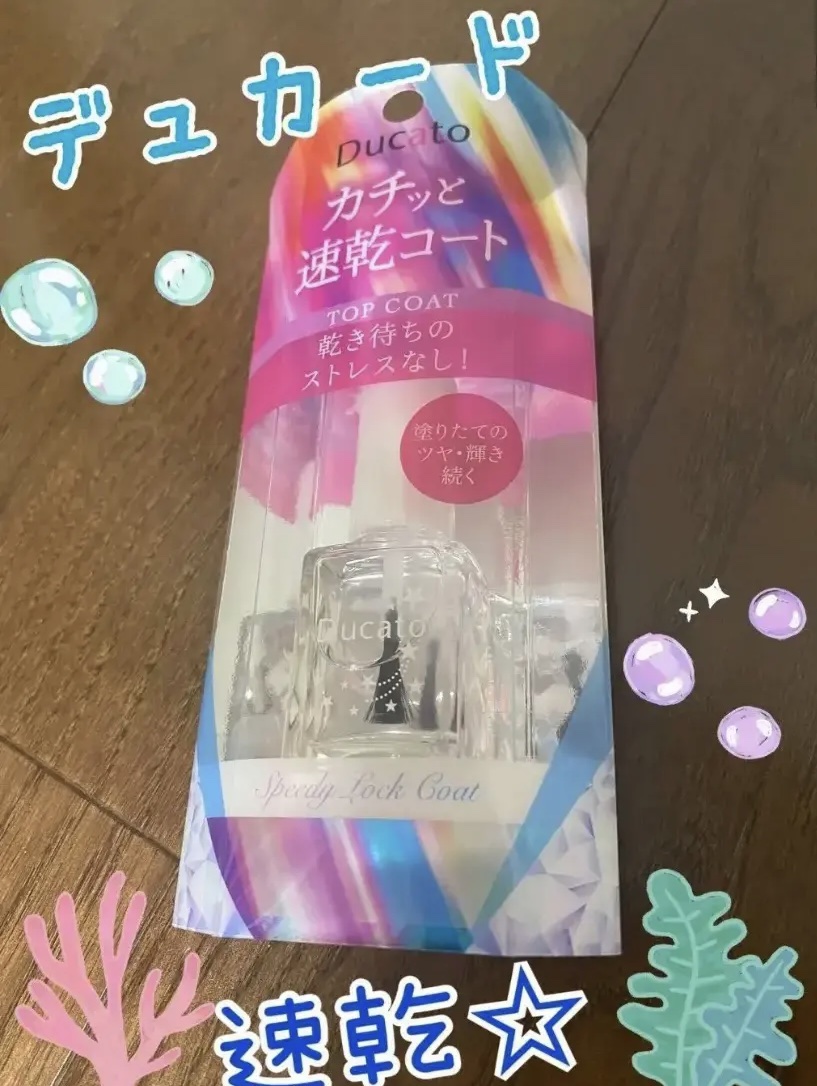 デュカード
Ducato
カチッと
速乾コート
TOP COAT
乾き待ちの
ストレスなし!
塗りたての
ツヤ・輝き
続く
Ducato
Speedy Lock Coat
速乾☆